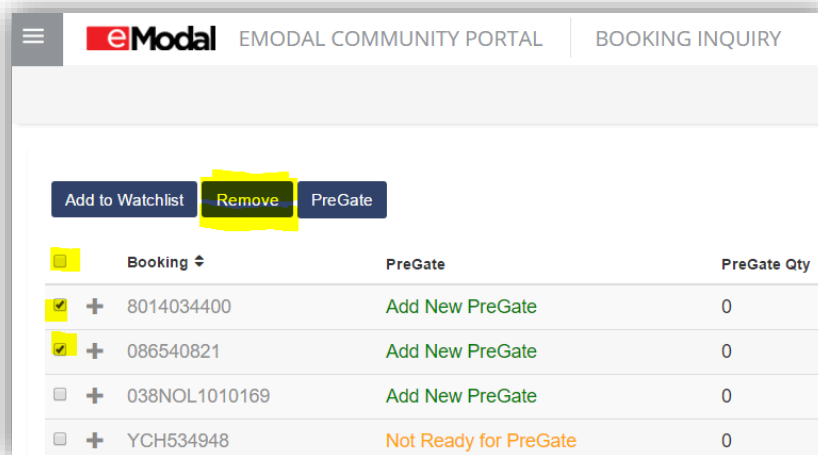 eModal EMODAL COMMUNITY PORTAL BOOKING INQUIRY
Add to Watchlist Remove PreGate
Booking PreGate PreGate Qty
8014034400 Add New PreGate 0
086540821 Add New PreGate 0
038NOL1010169 Add New PreGate 0
YCH534948 Not Ready for PreGate 0